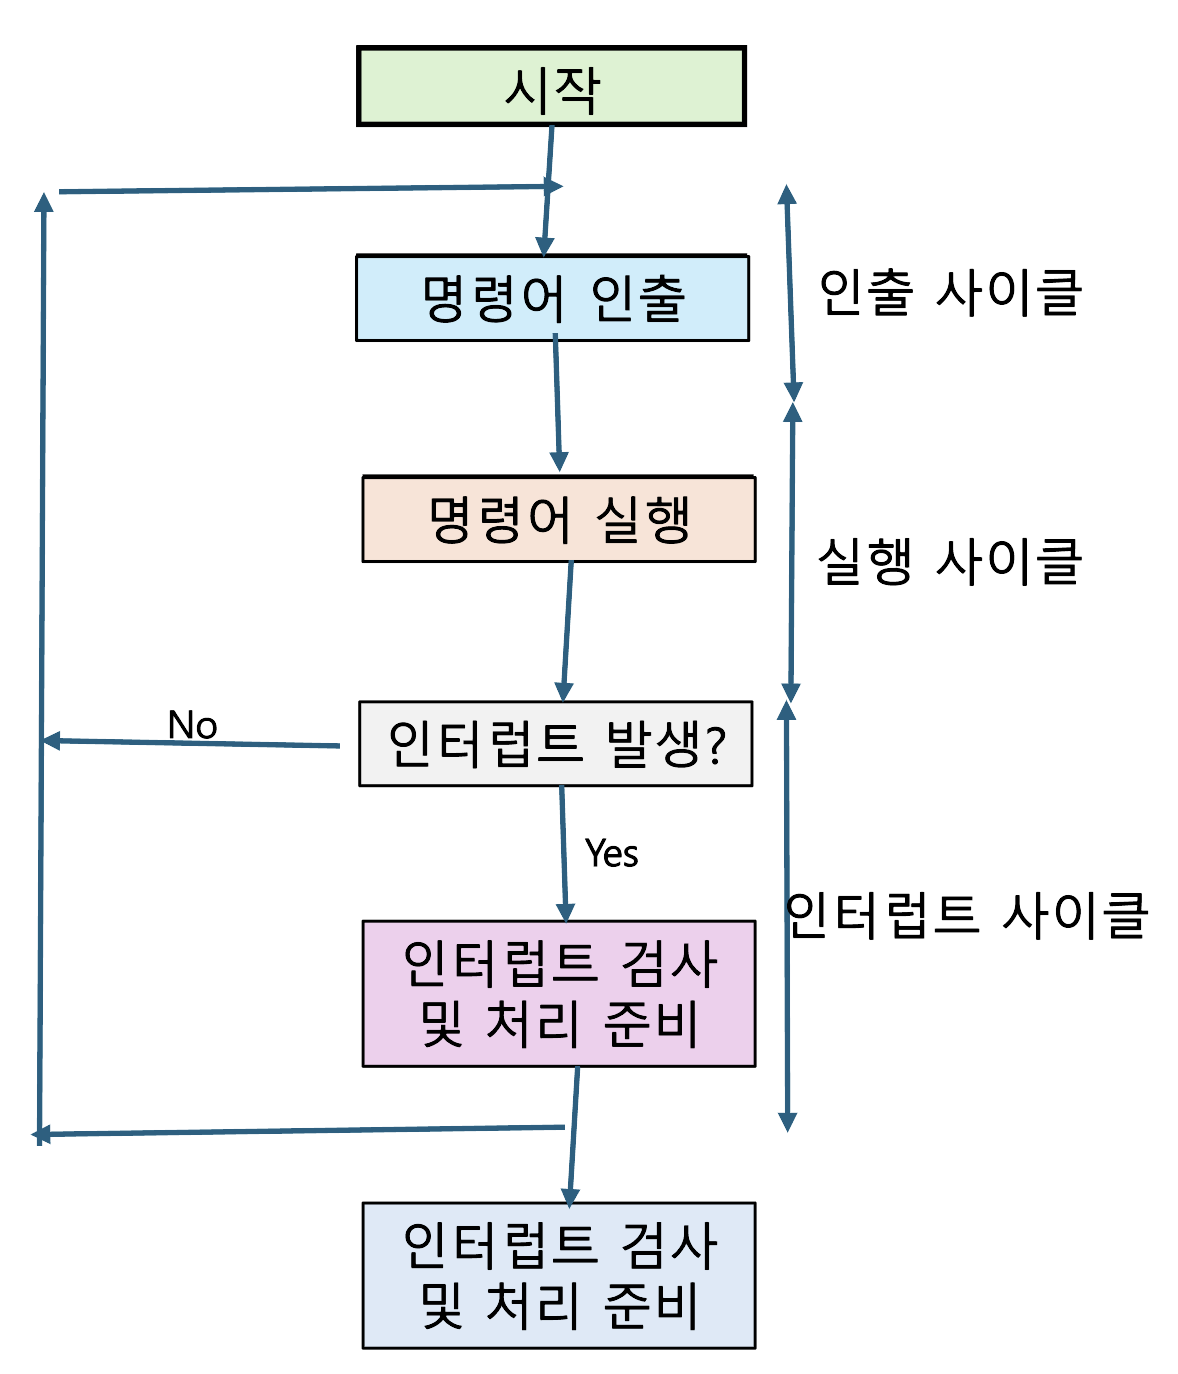 시작
명령어 인출
인출 사이클
명령어 실행
실행 사이클
No
인터럽트 발생?
Yes
인터럽트 사이클
인터럽트 검사
및 처리 준비
인터럽트 검사
및 처리 준비